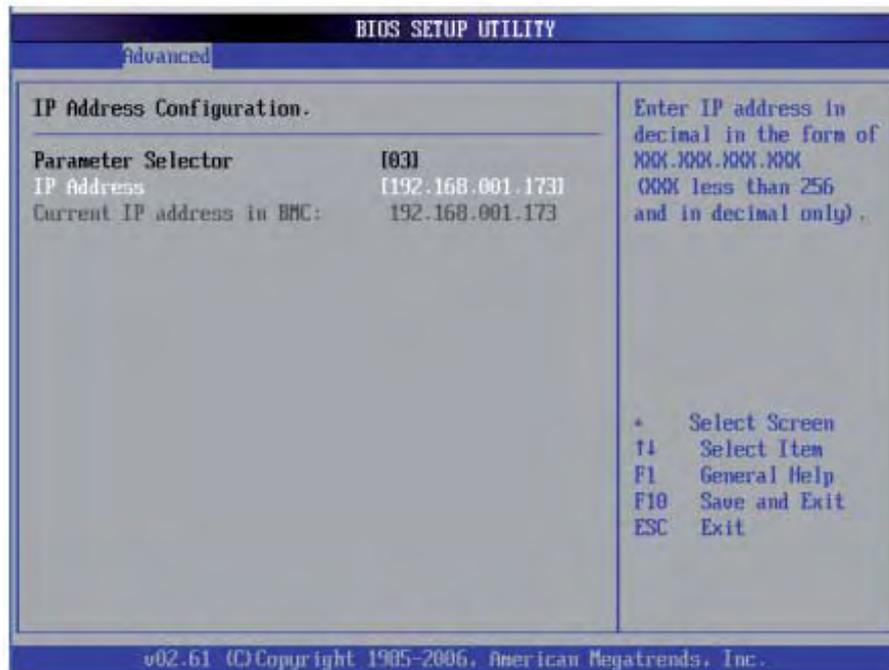 BIOS SETUP UTILITY
Advanced
IP Address Configuration.
Parameter Selector [03]
IP Address [192.168.001.173]
Current IP address in BMC: 192.168.001.173
Enter IP address in
decimal in the form of
XXX.XXX.XXX.XXX
(XXX less than 256
and in decimal only).
Select Screen
↑↓ Select Item
F1 General Help
F10 Save and Exit
ESC Exit
v02.61 (C)Copyright 1985-2006, American Megatrends, Inc.